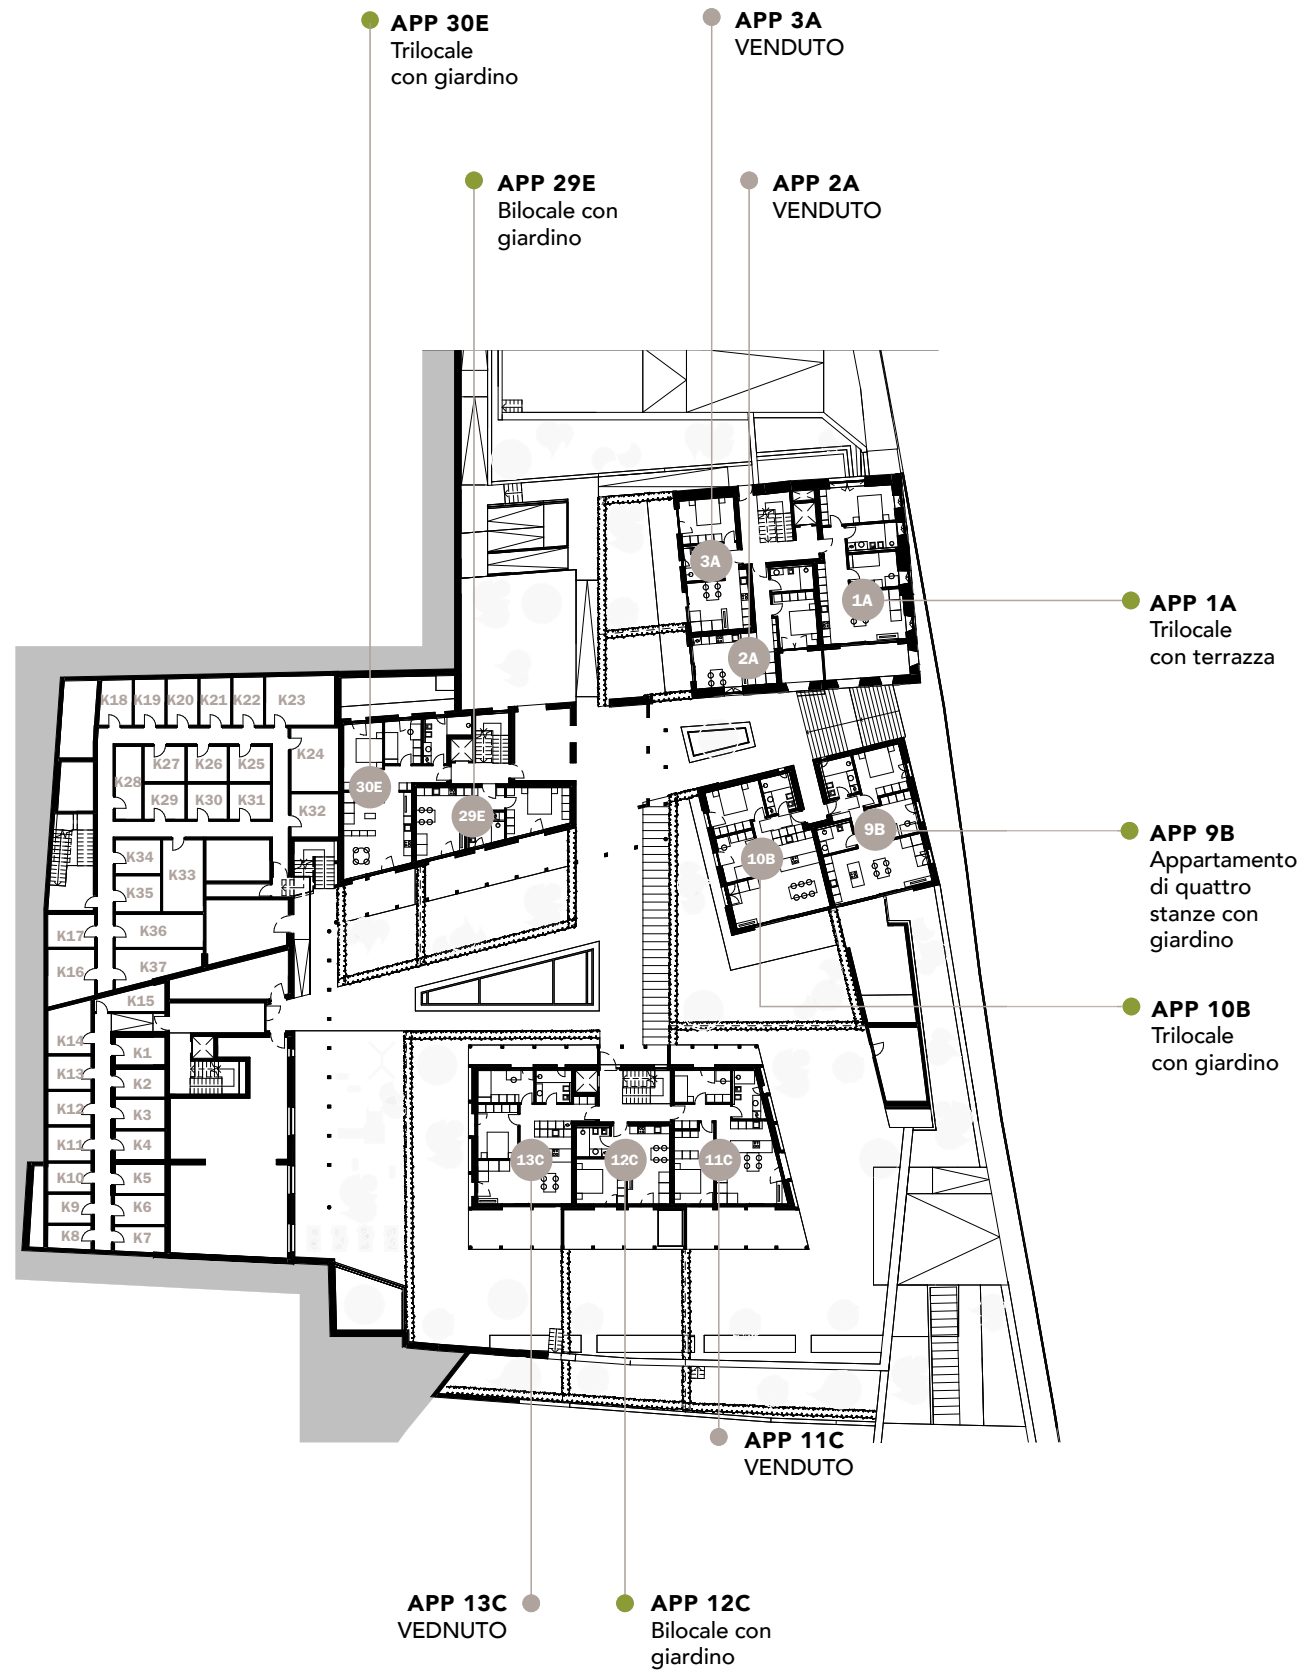 APP 30E
Trilocale
con giardino
APP 3A
VENDUTO
APP 29E
Bilocale con
giardino
APP 2A
VENDUTO
3A
1A
2A
APP 1A
Trilocale
con terrazza
K18
K19
K20
K21
K22
K23
K24
K27
K26
K25
K28
K29
K30
K31
K32
30E
29E
9B
10B
APP 9B
Appartamento
di quattro
stanze con
giardino
K34
K33
K35
K17
K36
K16
K37
K15
APP 10B
Trilocale
con giardino
K14
K1
K13
K2
K12
K3
K11
K4
K10
K5
K9
K6
K8
K7
13C
12C
11C
APP 11C
VENDUTO
APP 13C
VEDNUTO
APP 12C
Bilocale con
giardino